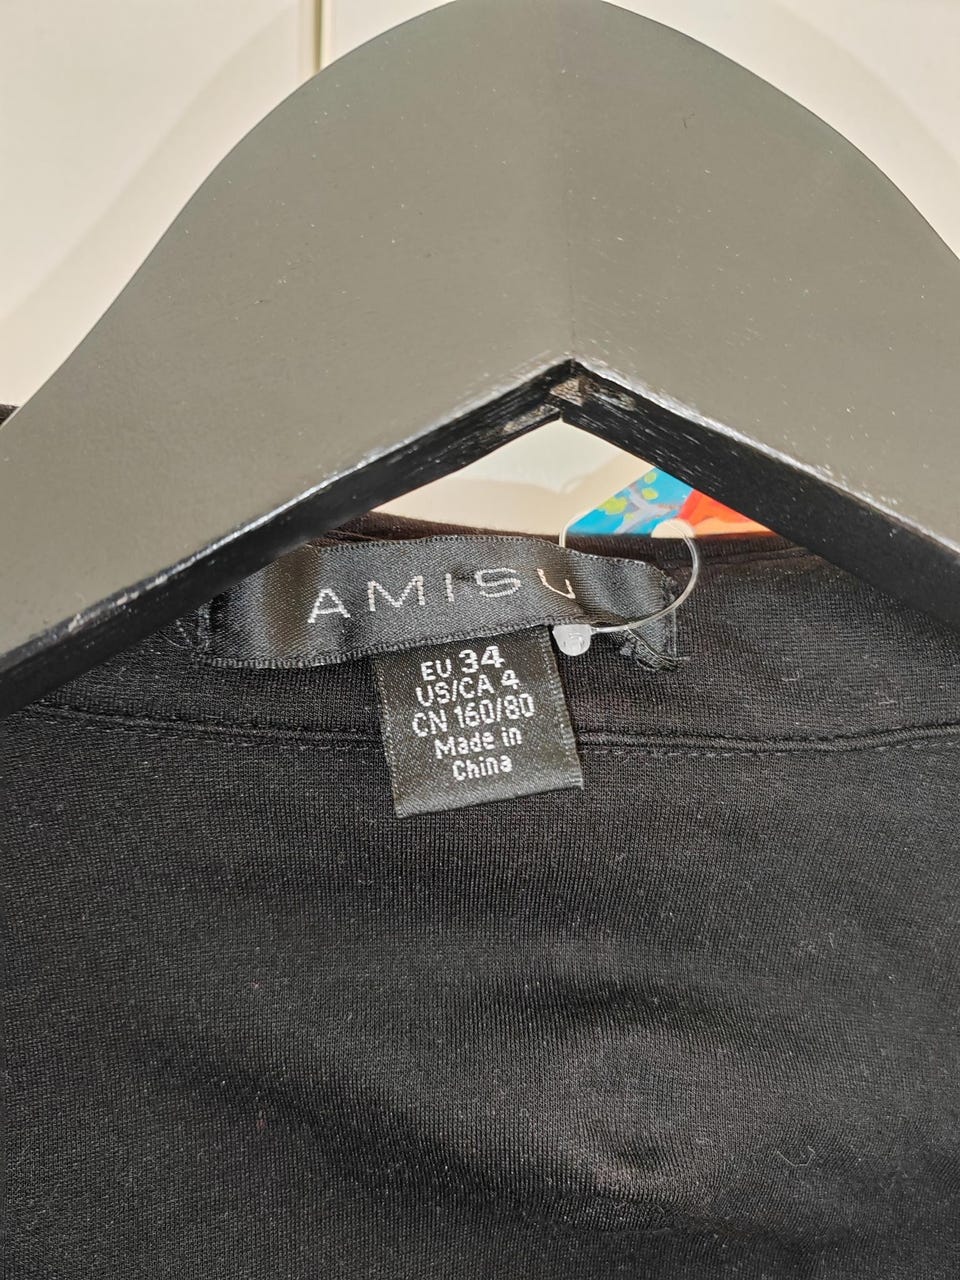 AMISU
EU 34
US/CA 4
CN 160/80
Made in
China